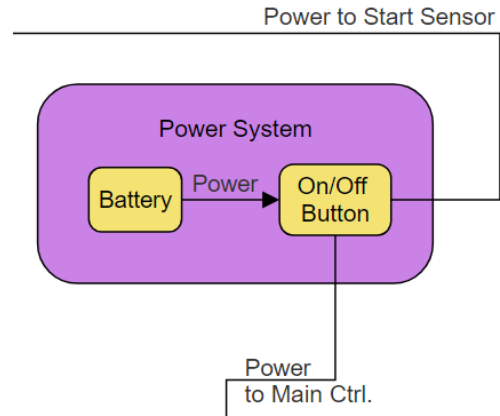 Power to Start Sensor
Power System
Battery
Power
On/Off
Button
Power
to Main Ctrl.